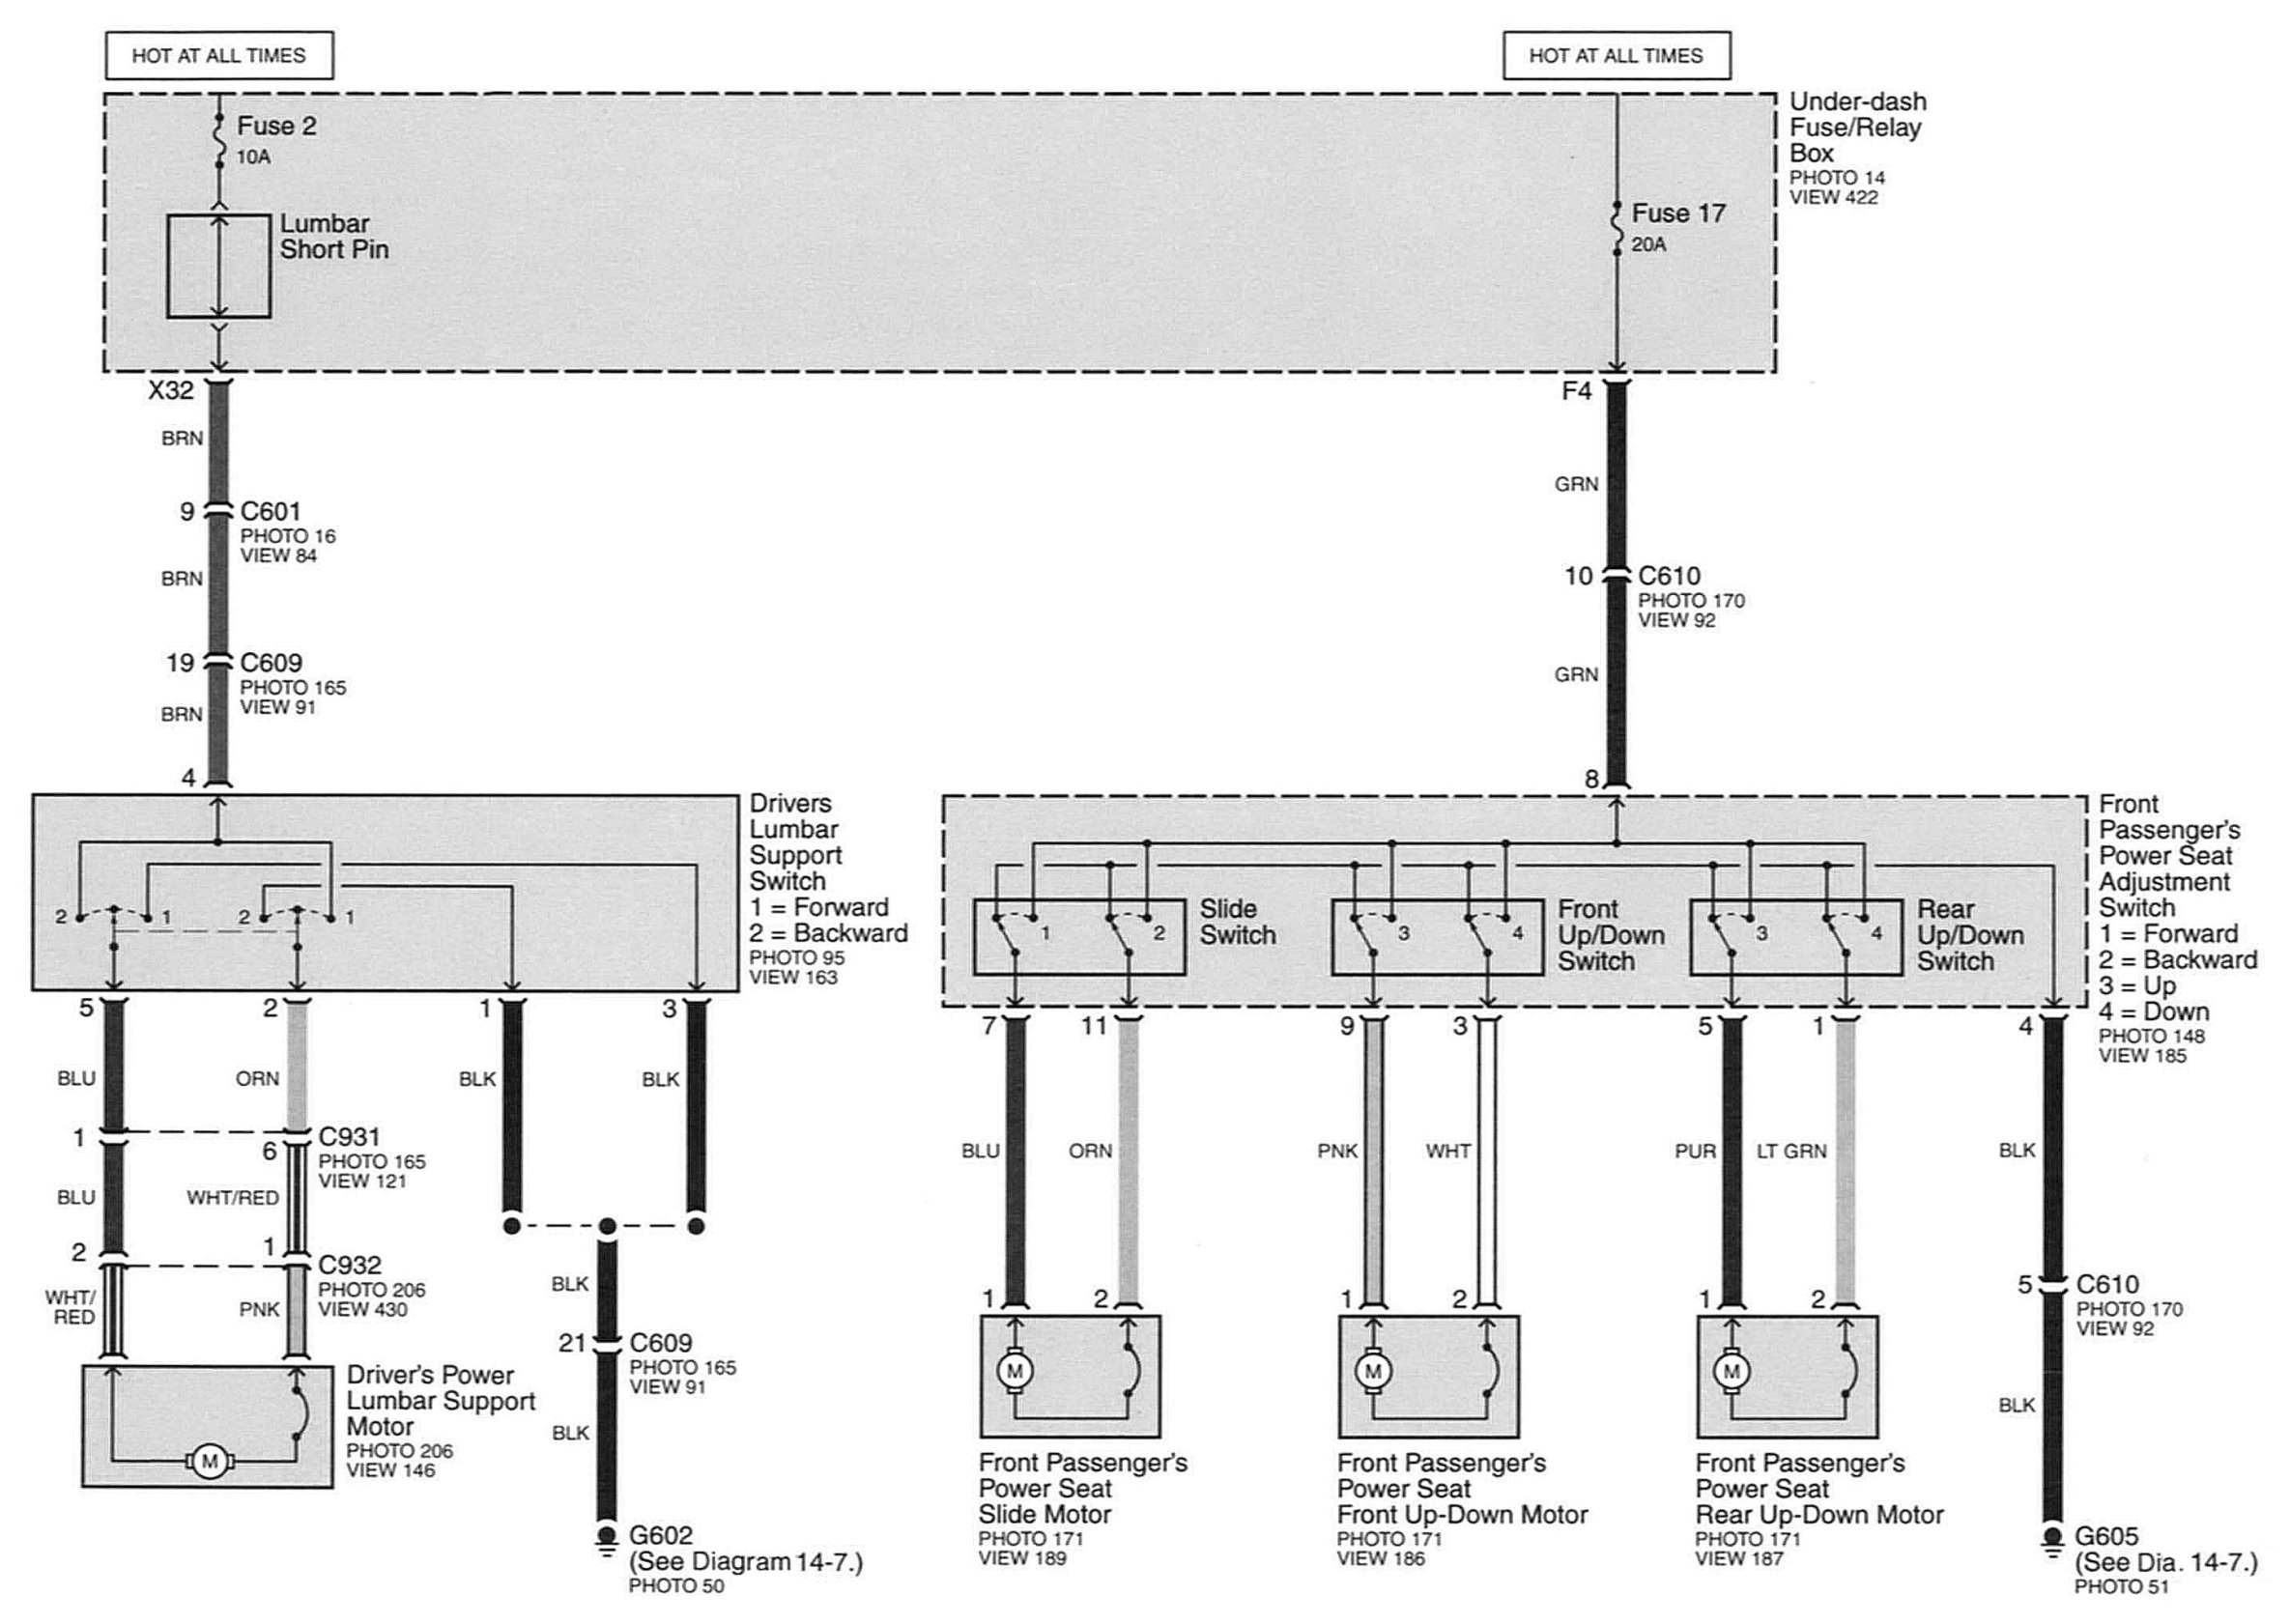 HOT AT ALL TIMES
HOT AT ALL TIMES
Under-dash
Fuse/Relay
Box
PHOTO 14
VIEW 422
Fuse 2
10A
Lumbar
Short Pin
Fuse 17
20A
X32
BRN
9
C601
PHOTO 16
VIEW 84
BRN
19
C609
PHOTO 165
VIEW 91
BRN
4
F4
GRN
10
C610
PHOTO 170
VIEW 92
GRN
8
Drivers
Lumbar
Support
Switch
1 = Forward
2 = Backward
PHOTO 95
VIEW 163
2
1
2
1
5
2
1
3
BLU
ORN
BLK
BLK
1
6
C931
PHOTO 165
VIEW 121
BLU
WHT/RED
2
1
C932
PHOTO 206
VIEW 430
WHT/
RED
PNK
Driver's Power
Lumbar Support
Motor
PHOTO 206
VIEW 146
M
BLK
21
C609
PHOTO 165
VIEW 91
BLK
G602
(See Diagram 14-7.)
PHOTO 50
Front
Passenger's
Power Seat
Adjustment
Switch
1 = Forward
2 = Backward
3 = Up
4 = Down
PHOTO 148
VIEW 185
1
2
Slide
Switch
3
4
Front
Up/Down
Switch
3
4
Rear
Up/Down
Switch
7
11
9
3
5
1
4
BLU
ORN
PNK
WHT
PUR
LT GRN
BLK
1
2
1
2
1
2
5
C610
PHOTO 170
VIEW 92
M
M
M
BLK
Front Passenger's
Power Seat
Slide Motor
PHOTO 171
VIEW 189
Front Passenger's
Power Seat
Front Up-Down Motor
PHOTO 171
VIEW 186
Front Passenger's
Power Seat
Rear Up-Down Motor
PHOTO 171
VIEW 187
G605
(See Dia. 14-7.)
PHOTO 51